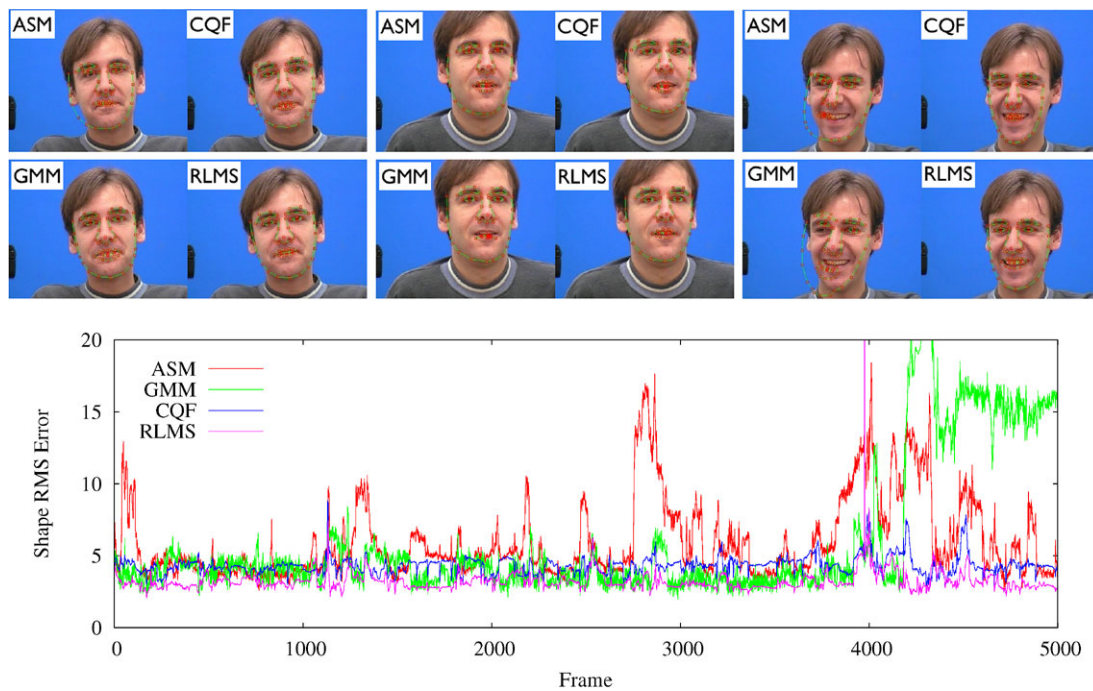 ASM CQF ASM CQF ASM CQF
GMM RLMS GMM RLMS GMM RLMS
20
15
10
5
0
Shape RMS Error
ASM
GMM
CQF
RLMS
0 1000 2000 3000 4000 5000
Frame